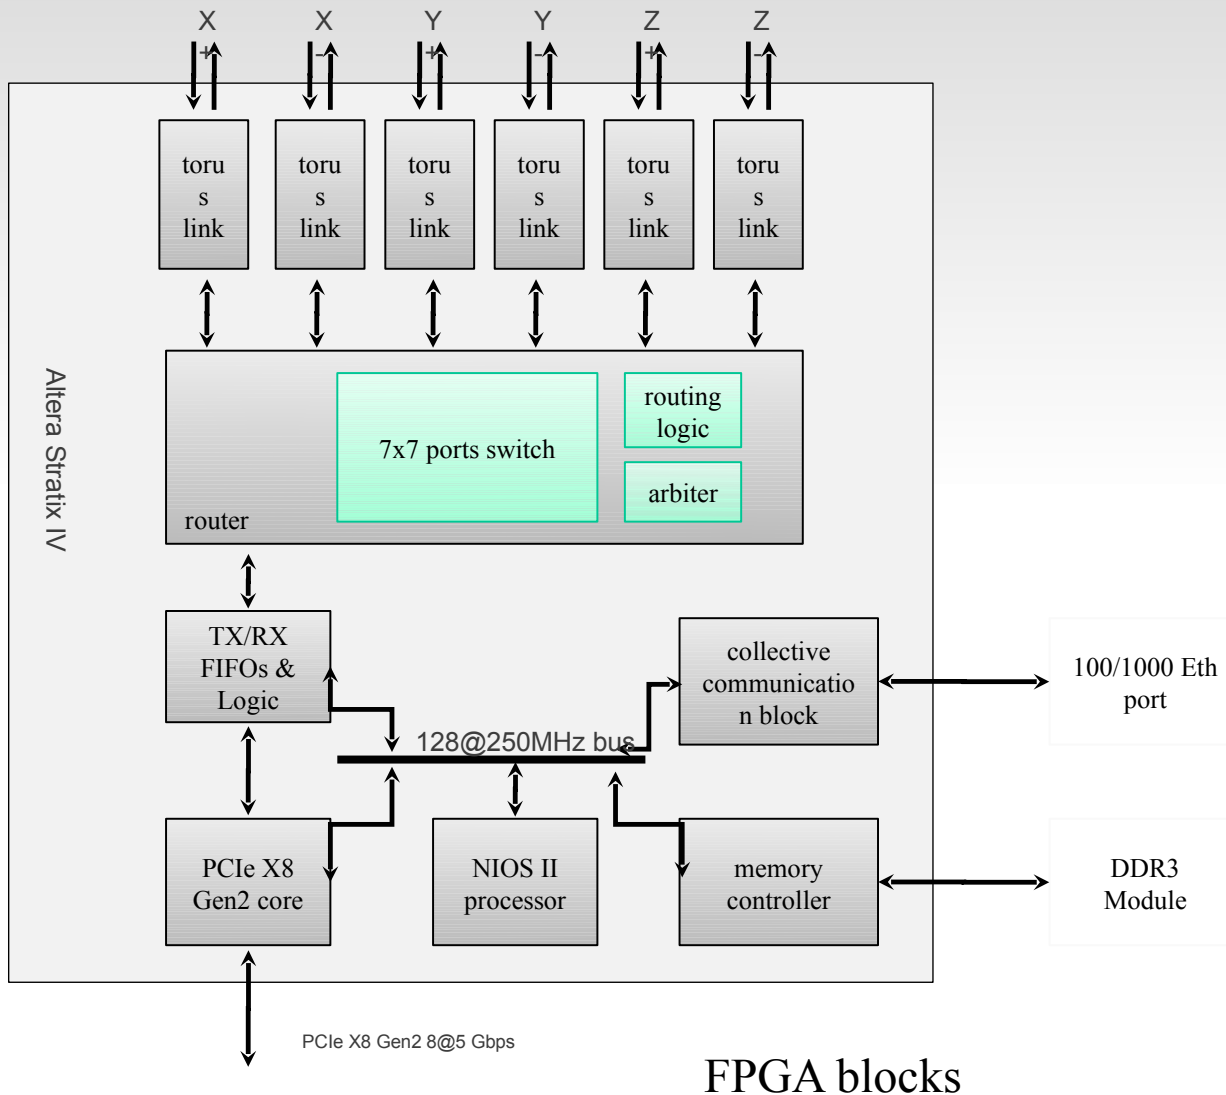 X X Y Y Z Z
+ - + - + -
toru toru toru toru toru toru
s s s s s s
link link link link link link
Altera Stratix IV
routing
logic
7x7 ports switch
arbiter
router
TX/RX
FIFOs &
Logic
collective
communicatio
n block
100/1000 Eth
port
128@250MHz bus
PCIe X8
Gen2 core
NIOS II
processor
memory
controller
DDR3
Module
PCIe X8 Gen2 8@5 Gbps
FPGA blocks